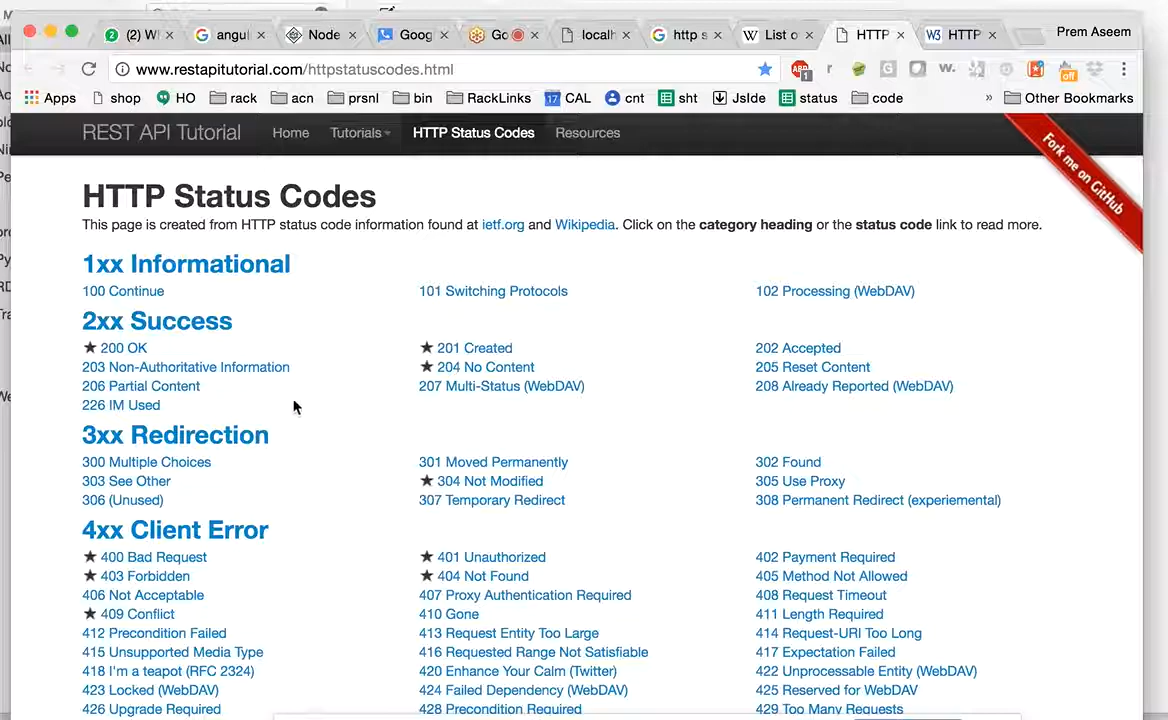 (2) W
angul
Node
Goog
Go
localh
http s
List o
HTTP
HTTP
Prem Aseem
www.restapitutorial.com/httpstatuscodes.html
Apps shop HO rack acn prsnl bin RackLinks 17 CAL cnt sht JsIde status code » Other Bookmarks
REST API Tutorial Home Tutorials HTTP Status Codes Resources
Fork me on GitHub
HTTP Status Codes
This page is created from HTTP status code information found at ietf.org and Wikipedia. Click on the category heading or the status code link to read more.
1xx Informational
100 Continue 101 Switching Protocols 102 Processing (WebDAV)
2xx Success
★ 200 OK ★ 201 Created 202 Accepted
203 Non-Authoritative Information ★ 204 No Content 205 Reset Content
206 Partial Content 207 Multi-Status (WebDAV) 208 Already Reported (WebDAV)
226 IM Used
3xx Redirection
300 Multiple Choices 301 Moved Permanently 302 Found
303 See Other ★ 304 Not Modified 305 Use Proxy
306 (Unused) 307 Temporary Redirect 308 Permanent Redirect (experiemental)
4xx Client Error
★ 400 Bad Request ★ 401 Unauthorized 402 Payment Required
★ 403 Forbidden ★ 404 Not Found 405 Method Not Allowed
406 Not Acceptable 407 Proxy Authentication Required 408 Request Timeout
★ 409 Conflict 410 Gone 411 Length Required
412 Precondition Failed 413 Request Entity Too Large 414 Request-URI Too Long
415 Unsupported Media Type 416 Requested Range Not Satisfiable 417 Expectation Failed
418 I'm a teapot (RFC 2324) 420 Enhance Your Calm (Twitter) 422 Unprocessable Entity (WebDAV)
423 Locked (WebDAV) 424 Failed Dependency (WebDAV) 425 Reserved for WebDAV
426 Upgrade Required 428 Precondition Required 429 Too Many Requests